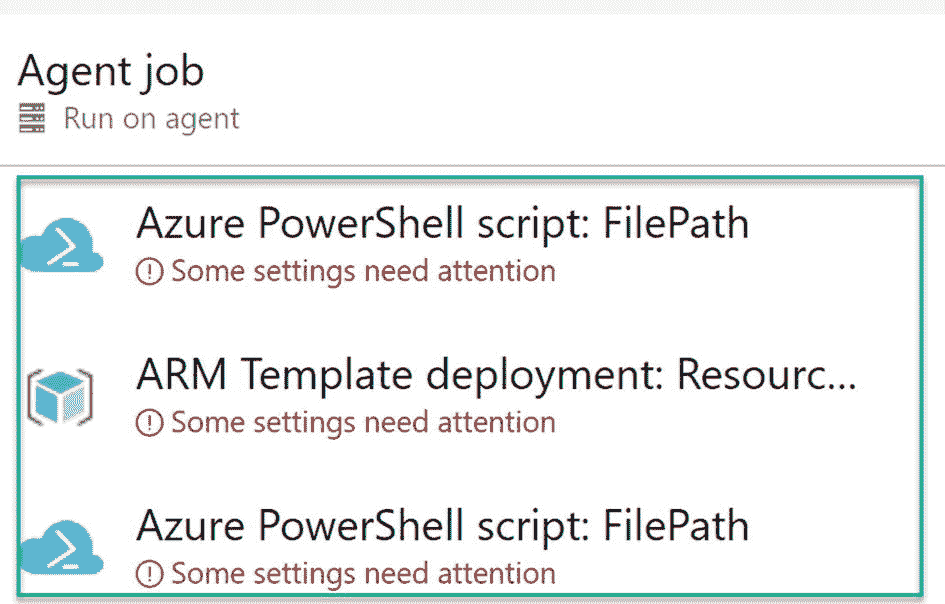 Agent job
Run on agent
Azure PowerShell script: FilePath
Some settings need attention
ARM Template deployment: Resourc...
Some settings need attention
Azure PowerShell script: FilePath
Some settings need attention